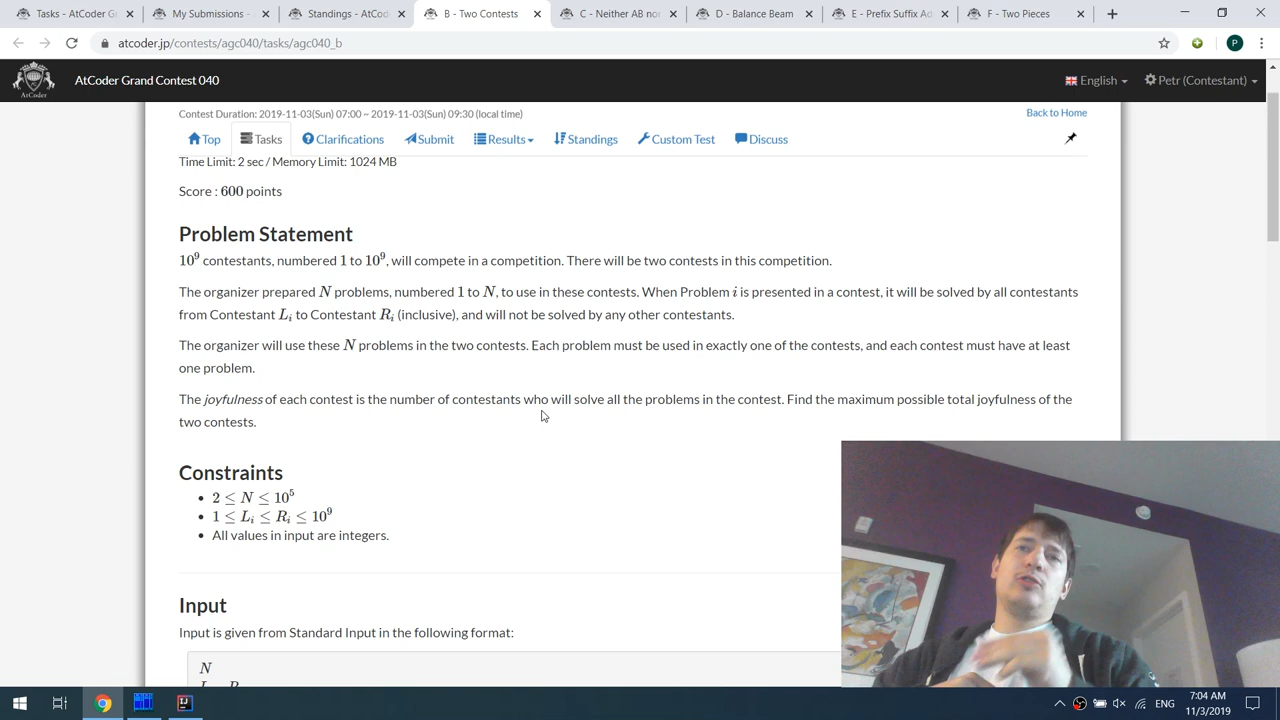 Tasks - AtCoder Gr
My Submissions -
Standings - AtCod
B - Two Contests
C - Neither AB no
D - Balance Beam
E - Prefix Suffix Ad
F - Two Pieces
atcoder.jp/contests/agc040/tasks/agc040_b
P
AtCoder
AtCoder Grand Contest 040
English
Petr (Contestant)
Contest Duration: 2019-11-03(Sun) 07:00 ~ 2019-11-03(Sun) 09:30 (local time)
Back to Home
Top
Tasks
Clarifications
Submit
Results
Standings
Custom Test
Discuss
Time Limit: 2 sec / Memory Limit: 1024 MB
Score : 600 points
Problem Statement
10⁹ contestants, numbered 1 to 10⁹, will compete in a competition. There will be two contests in this competition.
The organizer prepared N problems, numbered 1 to N, to use in these contests. When Problem i is presented in a contest, it will be solved by all contestants
from Contestant Lᵢ to Contestant Rᵢ (inclusive), and will not be solved by any other contestants.
The organizer will use these N problems in the two contests. Each problem must be used in exactly one of the contests, and each contest must have at least
one problem.
The joyfulness of each contest is the number of contestants who will solve all the problems in the contest. Find the maximum possible total joyfulness of the
two contests.
Constraints
• 2 ≤ N ≤ 10⁵
• 1 ≤ Lᵢ ≤ Rᵢ ≤ 10⁹
• All values in input are integers.
Input
Input is given from Standard Input in the following format:
N
ENG
7:04 AM
11/3/2019